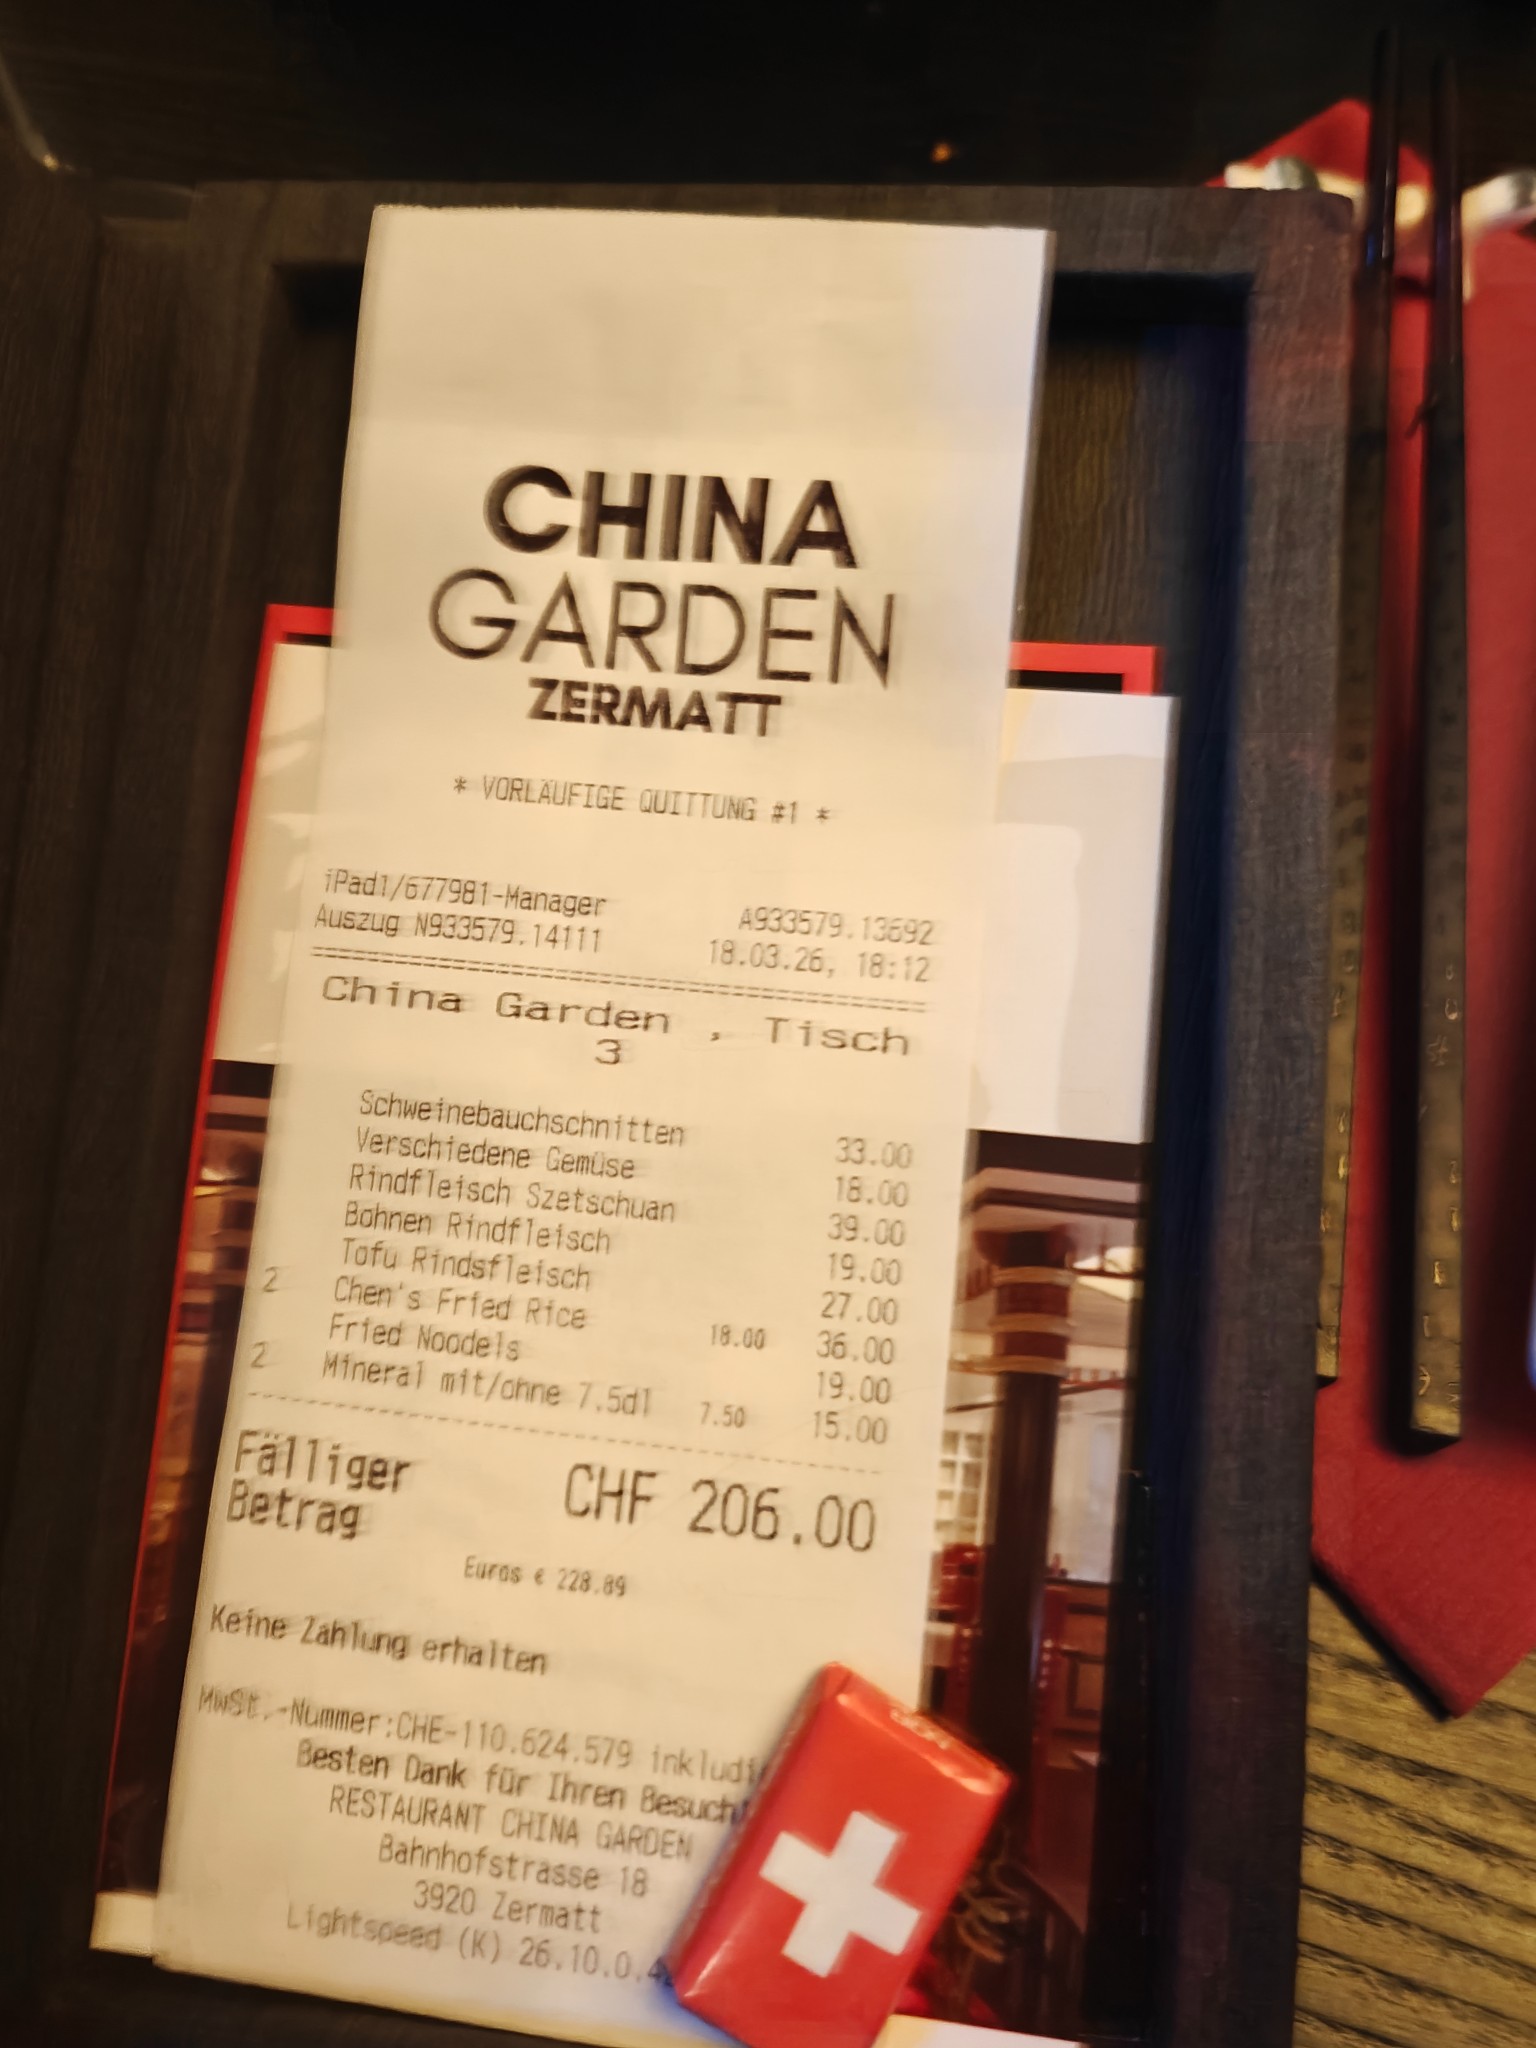 CHINA
GARDEN
ZERMATT
* VORLÄUFIGE QUITTUNG #1 *
iPad1/677981-Manager A933579.13692
Auszug N933579.14111 18.03.26, 18:12
China Garden , Tisch
3
Schweinebauchschnitten 33.00
Verschiedene Gemüse 18.00
Rindfleisch Szetschuan 39.00
Bohnen Rindfleisch 19.00
Tofu Rindsfleisch 27.00
2 Chen's Fried Rice 18.00 36.00
Fried Noodels 19.00
2 Mineral mit/ohne 7.5dl 7.50 15.00
Fälliger CHF 206.00
Betrag
Euros € 228.89
Keine Zahlung erhalten
MwSt.-Nummer:CHE-110.624.579
Besten Dank für Ihren Besuch
RESTAURANT CHINA GARDEN
Bahnhofstrasse 18
3920 Zermatt
Lightspeed (K) 26.10.0.